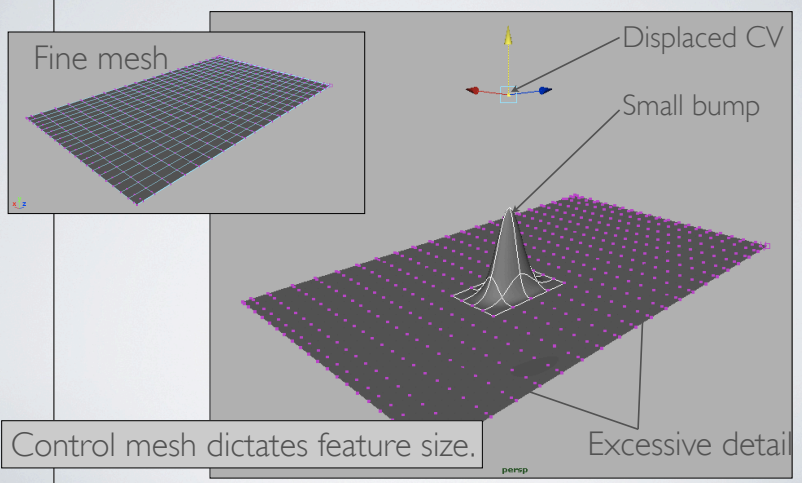 Fine mesh
Displaced CV
Small bump
Control mesh dictates feature size.
Excessive detail
persp